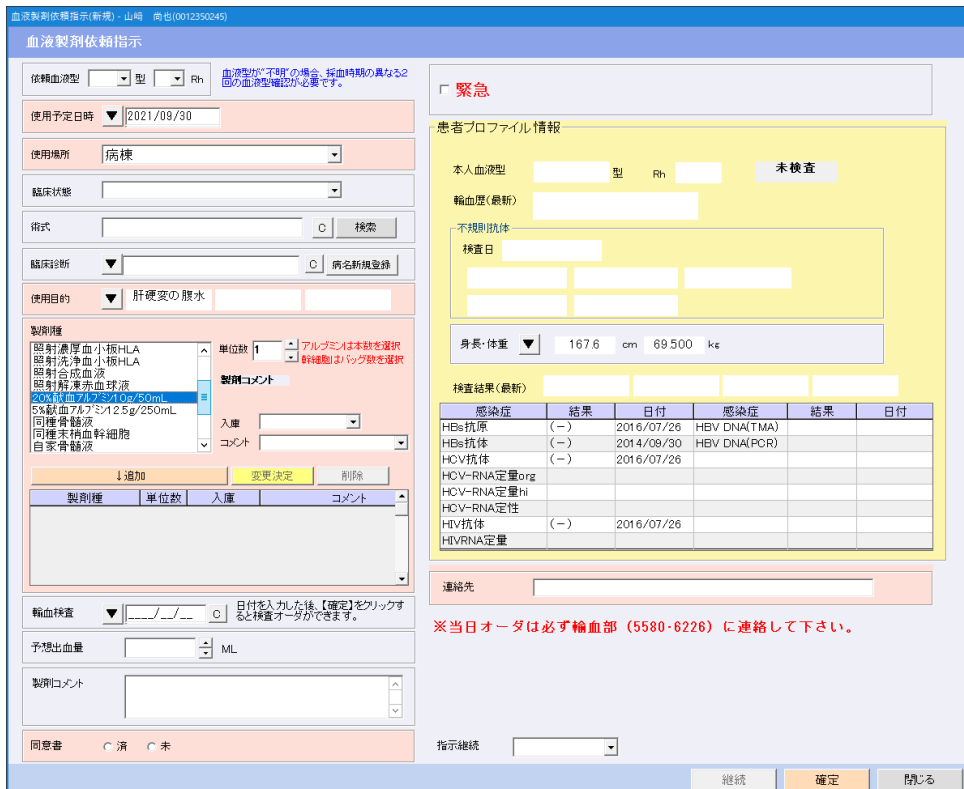 血液製剤依頼指示(新規) - 山崎　尚也(0012350245)
血液製剤依頼指示
依頼血液型 型 Rh
血液型が“不明”の場合、採血時期の異なる2
回の血液型確認が必要です。
使用予定日時 ▼ 2021/09/30
使用場所 病棟
臨床状態
術式 C 検索
臨床診断 ▼ C 病名新規登録
使用目的 ▼ 肝硬変の腹水
製剤種
照射濃厚血小板HLA
照射洗浄血小板HLA
照射合成血液
照射解凍赤血球液
20%献血アルブミン10g/50mL
5%献血アルブミン12.5g/250mL
同種骨髄液
同種末梢血幹細胞
自家骨髄液
単位数 1
アルブミンは本数を選択
幹細胞はバッグ数を選択
製剤コメント
入庫
コメント
↓追加 変更決定 削除
製剤種 単位数 入庫 コメント
輸血検査 ▼ ____/__/__ C
日付を入力した後、【確定】をクリックす
ると検査オーダができます。
予想出血量 ML
製剤コメント
同意書 済 未
緊急
患者プロファイル情報
本人血液型 型 Rh 未検査
輸血歴(最新)
不規則抗体
検査日
身長・体重 ▼ 167.6 cm 69.500 kg
検査結果(最新)
感染症 結果 日付 感染症 結果 日付
HBs抗原 (－) 2016/07/26 HBV DNA(TMA)
HBs抗体 (－) 2014/09/30 HBV DNA(PCR)
HCV抗体 (－) 2016/07/26
HCV-RNA定量org
HCV-RNA定量hi
HCV-RNA定性
HIV抗体 (－) 2016/07/26
HIVRNA定量
連絡先
※当日オーダは必ず輸血部（5580-6226）に連絡して下さい。
指示継続
継続 確定 閉じる